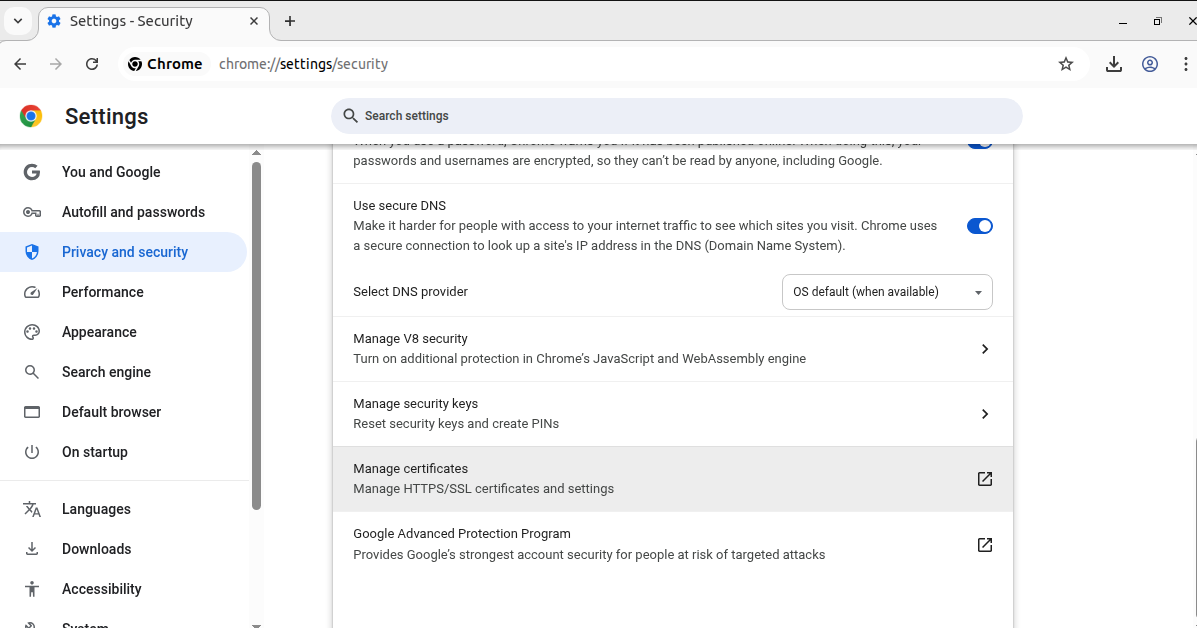 Settings - Security
Chrome
chrome://settings/security
Settings
Search settings
You and Google
Autofill and passwords
Privacy and security
Performance
Appearance
Search engine
Default browser
On startup
Languages
Downloads
Accessibility
System
passwords and usernames are encrypted, so they can't be read by anyone, including Google.
Use secure DNS
Make it harder for people with access to your internet traffic to see which sites you visit. Chrome uses
a secure connection to look up a site's IP address in the DNS (Domain Name System).
Select DNS provider
OS default (when available)
Manage V8 security
Turn on additional protection in Chrome's JavaScript and WebAssembly engine
Manage security keys
Reset security keys and create PINs
Manage certificates
Manage HTTPS/SSL certificates and settings
Google Advanced Protection Program
Provides Google's strongest account security for people at risk of targeted attacks